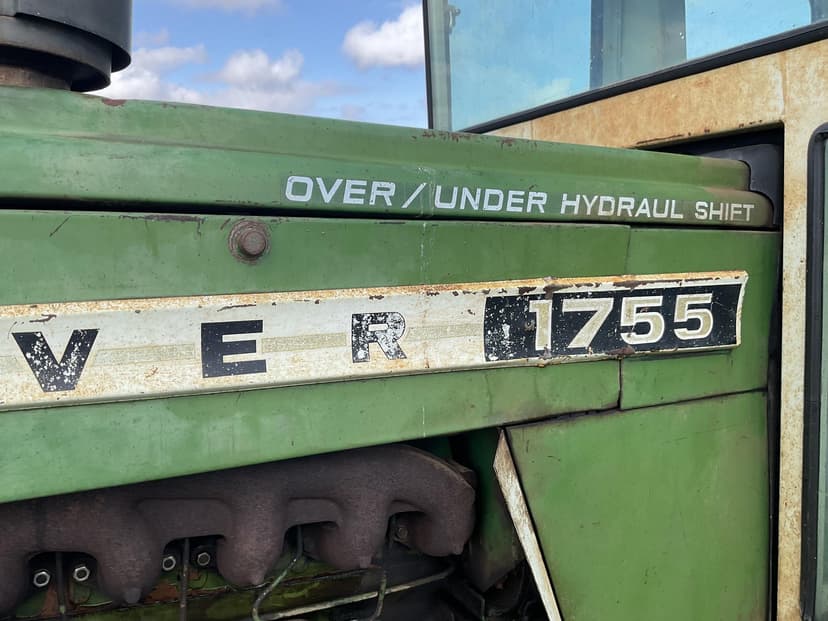 OVER/UNDER HYDRAUL SHIFT
VER 1755